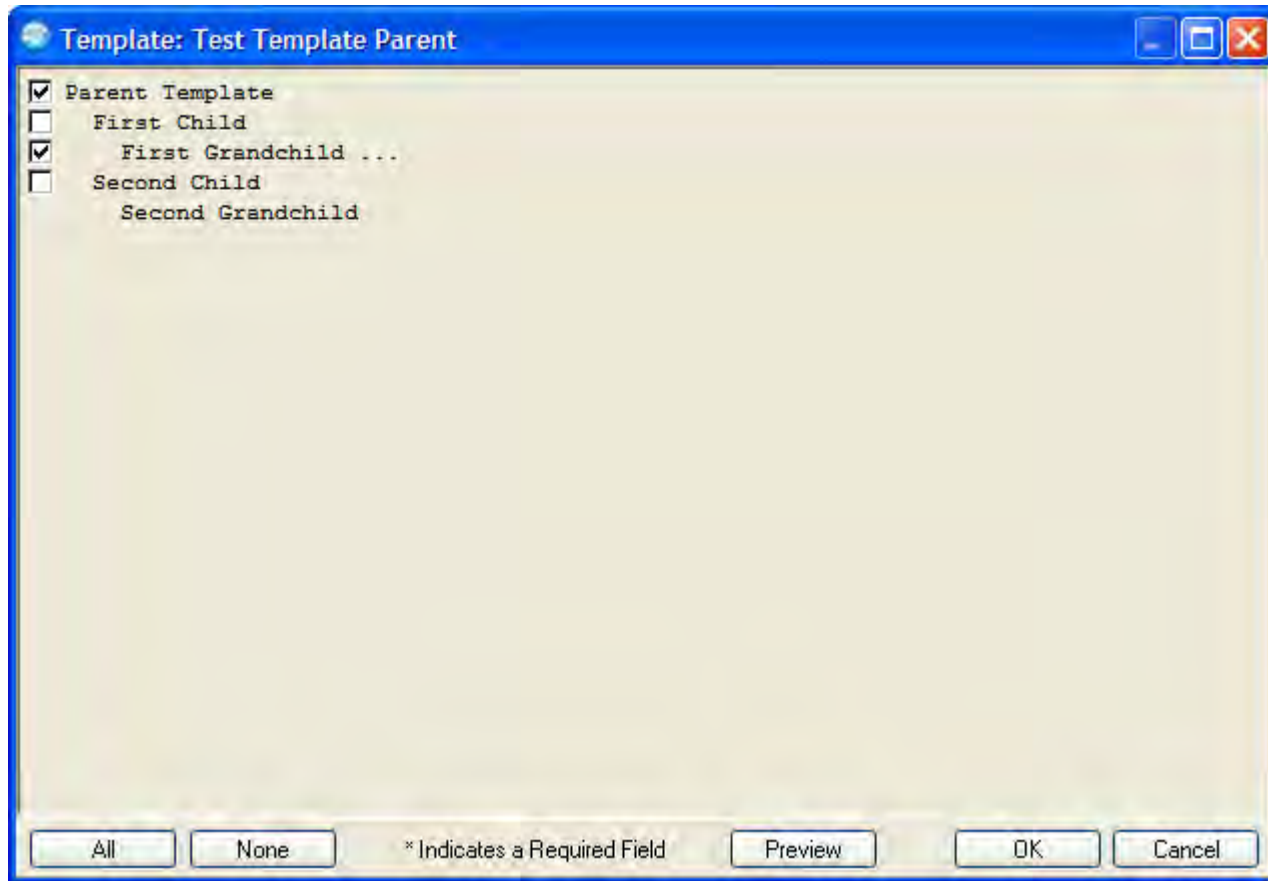 Template: Test Template Parent
Parent Template
First Child
First Grandchild ...
Second Child
Second Grandchild
All None * Indicates a Required Field Preview OK Cancel